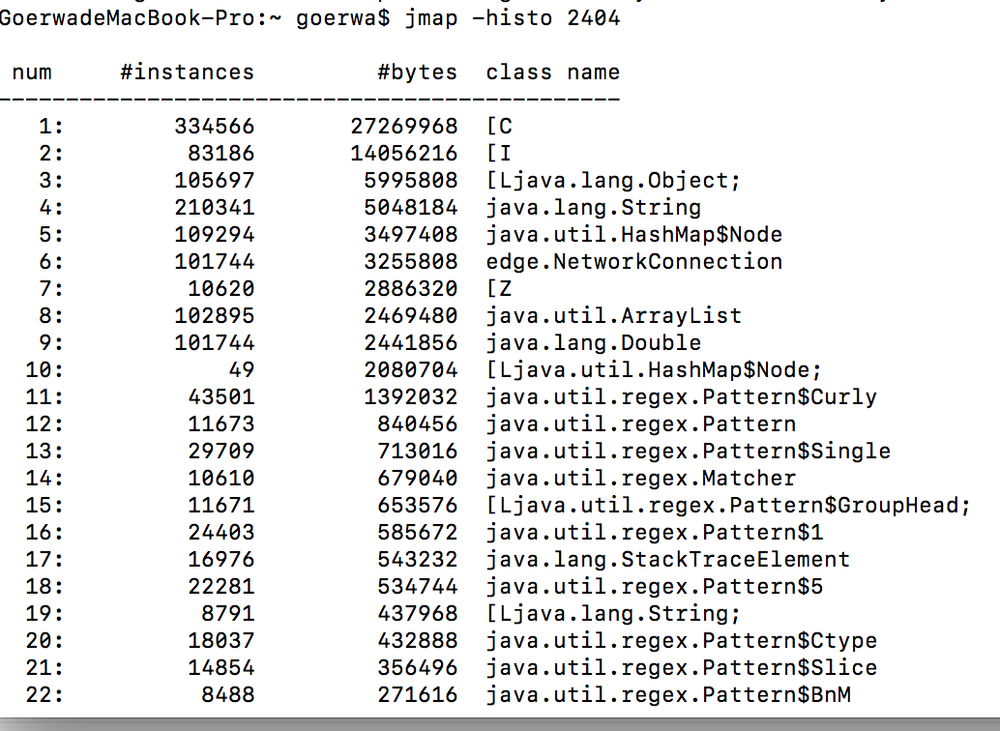 GoerwadeMacBook-Pro:~ goerwa$ jmap -histo 2404
num #instances #bytes class name
----------------------------------------------
1: 334566 27269968 [C
2: 83186 14056216 [I
3: 105697 5995808 [Ljava.lang.Object;
4: 210341 5048184 java.lang.String
5: 109294 3497408 java.util.HashMap$Node
6: 101744 3255808 edge.NetworkConnection
7: 10620 2886320 [Z
8: 102895 2469480 java.util.ArrayList
9: 101744 2441856 java.lang.Double
10: 49 2080704 [Ljava.util.HashMap$Node;
11: 43501 1392032 java.util.regex.Pattern$Curly
12: 11673 840456 java.util.regex.Pattern
13: 29709 713016 java.util.regex.Pattern$Single
14: 10610 679040 java.util.regex.Matcher
15: 11671 653576 [Ljava.util.regex.Pattern$GroupHead;
16: 24403 585672 java.util.regex.Pattern$1
17: 16976 543232 java.lang.StackTraceElement
18: 22281 534744 java.util.regex.Pattern$5
19: 8791 437968 [Ljava.lang.String;
20: 18037 432888 java.util.regex.Pattern$Ctype
21: 14854 356496 java.util.regex.Pattern$Slice
22: 8488 271616 java.util.regex.Pattern$BnM